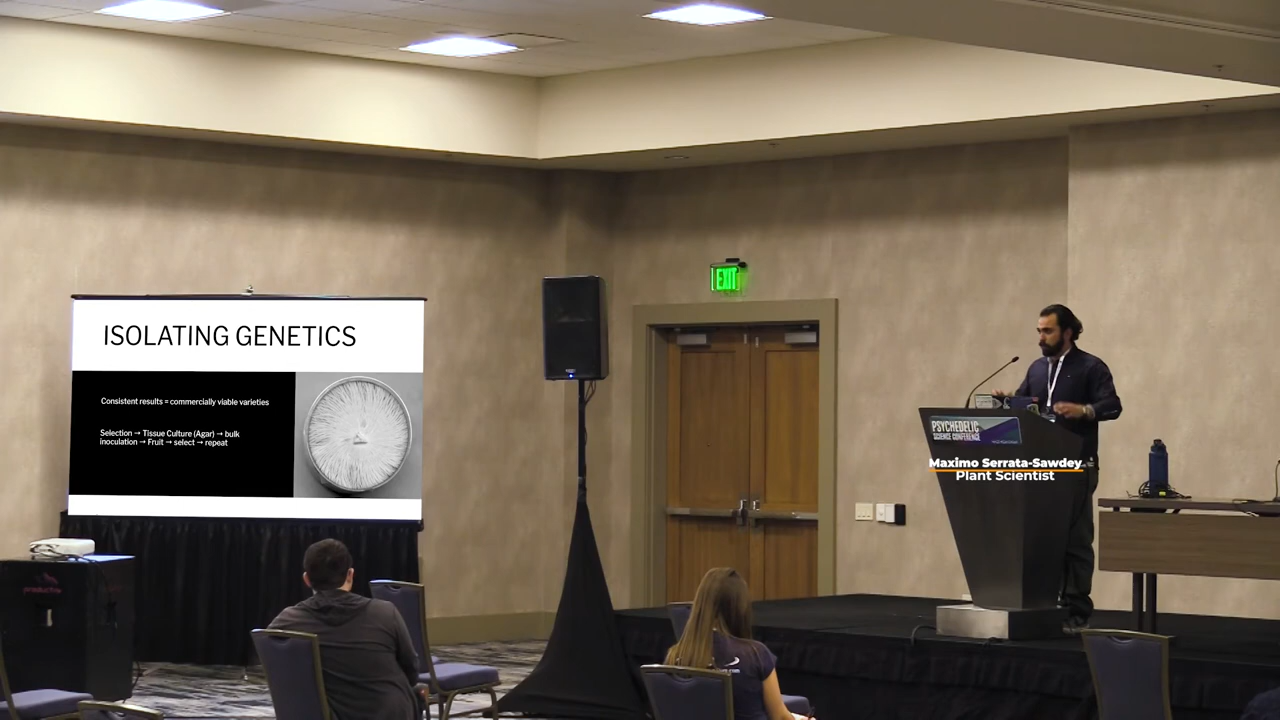 EXIT
ISOLATING GENETICS
Consistent results = commercially viable varieties
Selection → Tissue Culture (Agar) → bulk
inoculation → Fruit → select → repeat
PSYCHEDELIC
SCIENCE CONFERENCE
Maximo Serrata-Sawdey
Plant Scientist